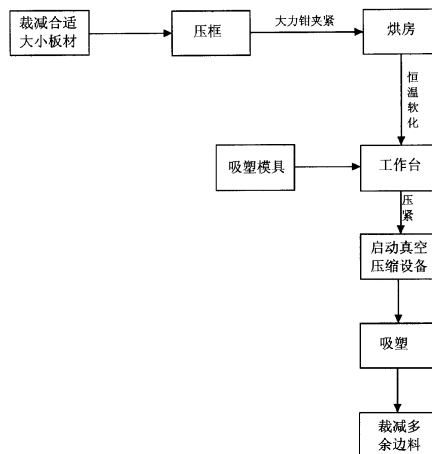 裁减合适
大小板材
压框
大力钳夹紧
烘房
恒
温
软
化
吸塑模具
工作台
压
紧
启动真空
压缩设备
吸塑
裁减多
余边料